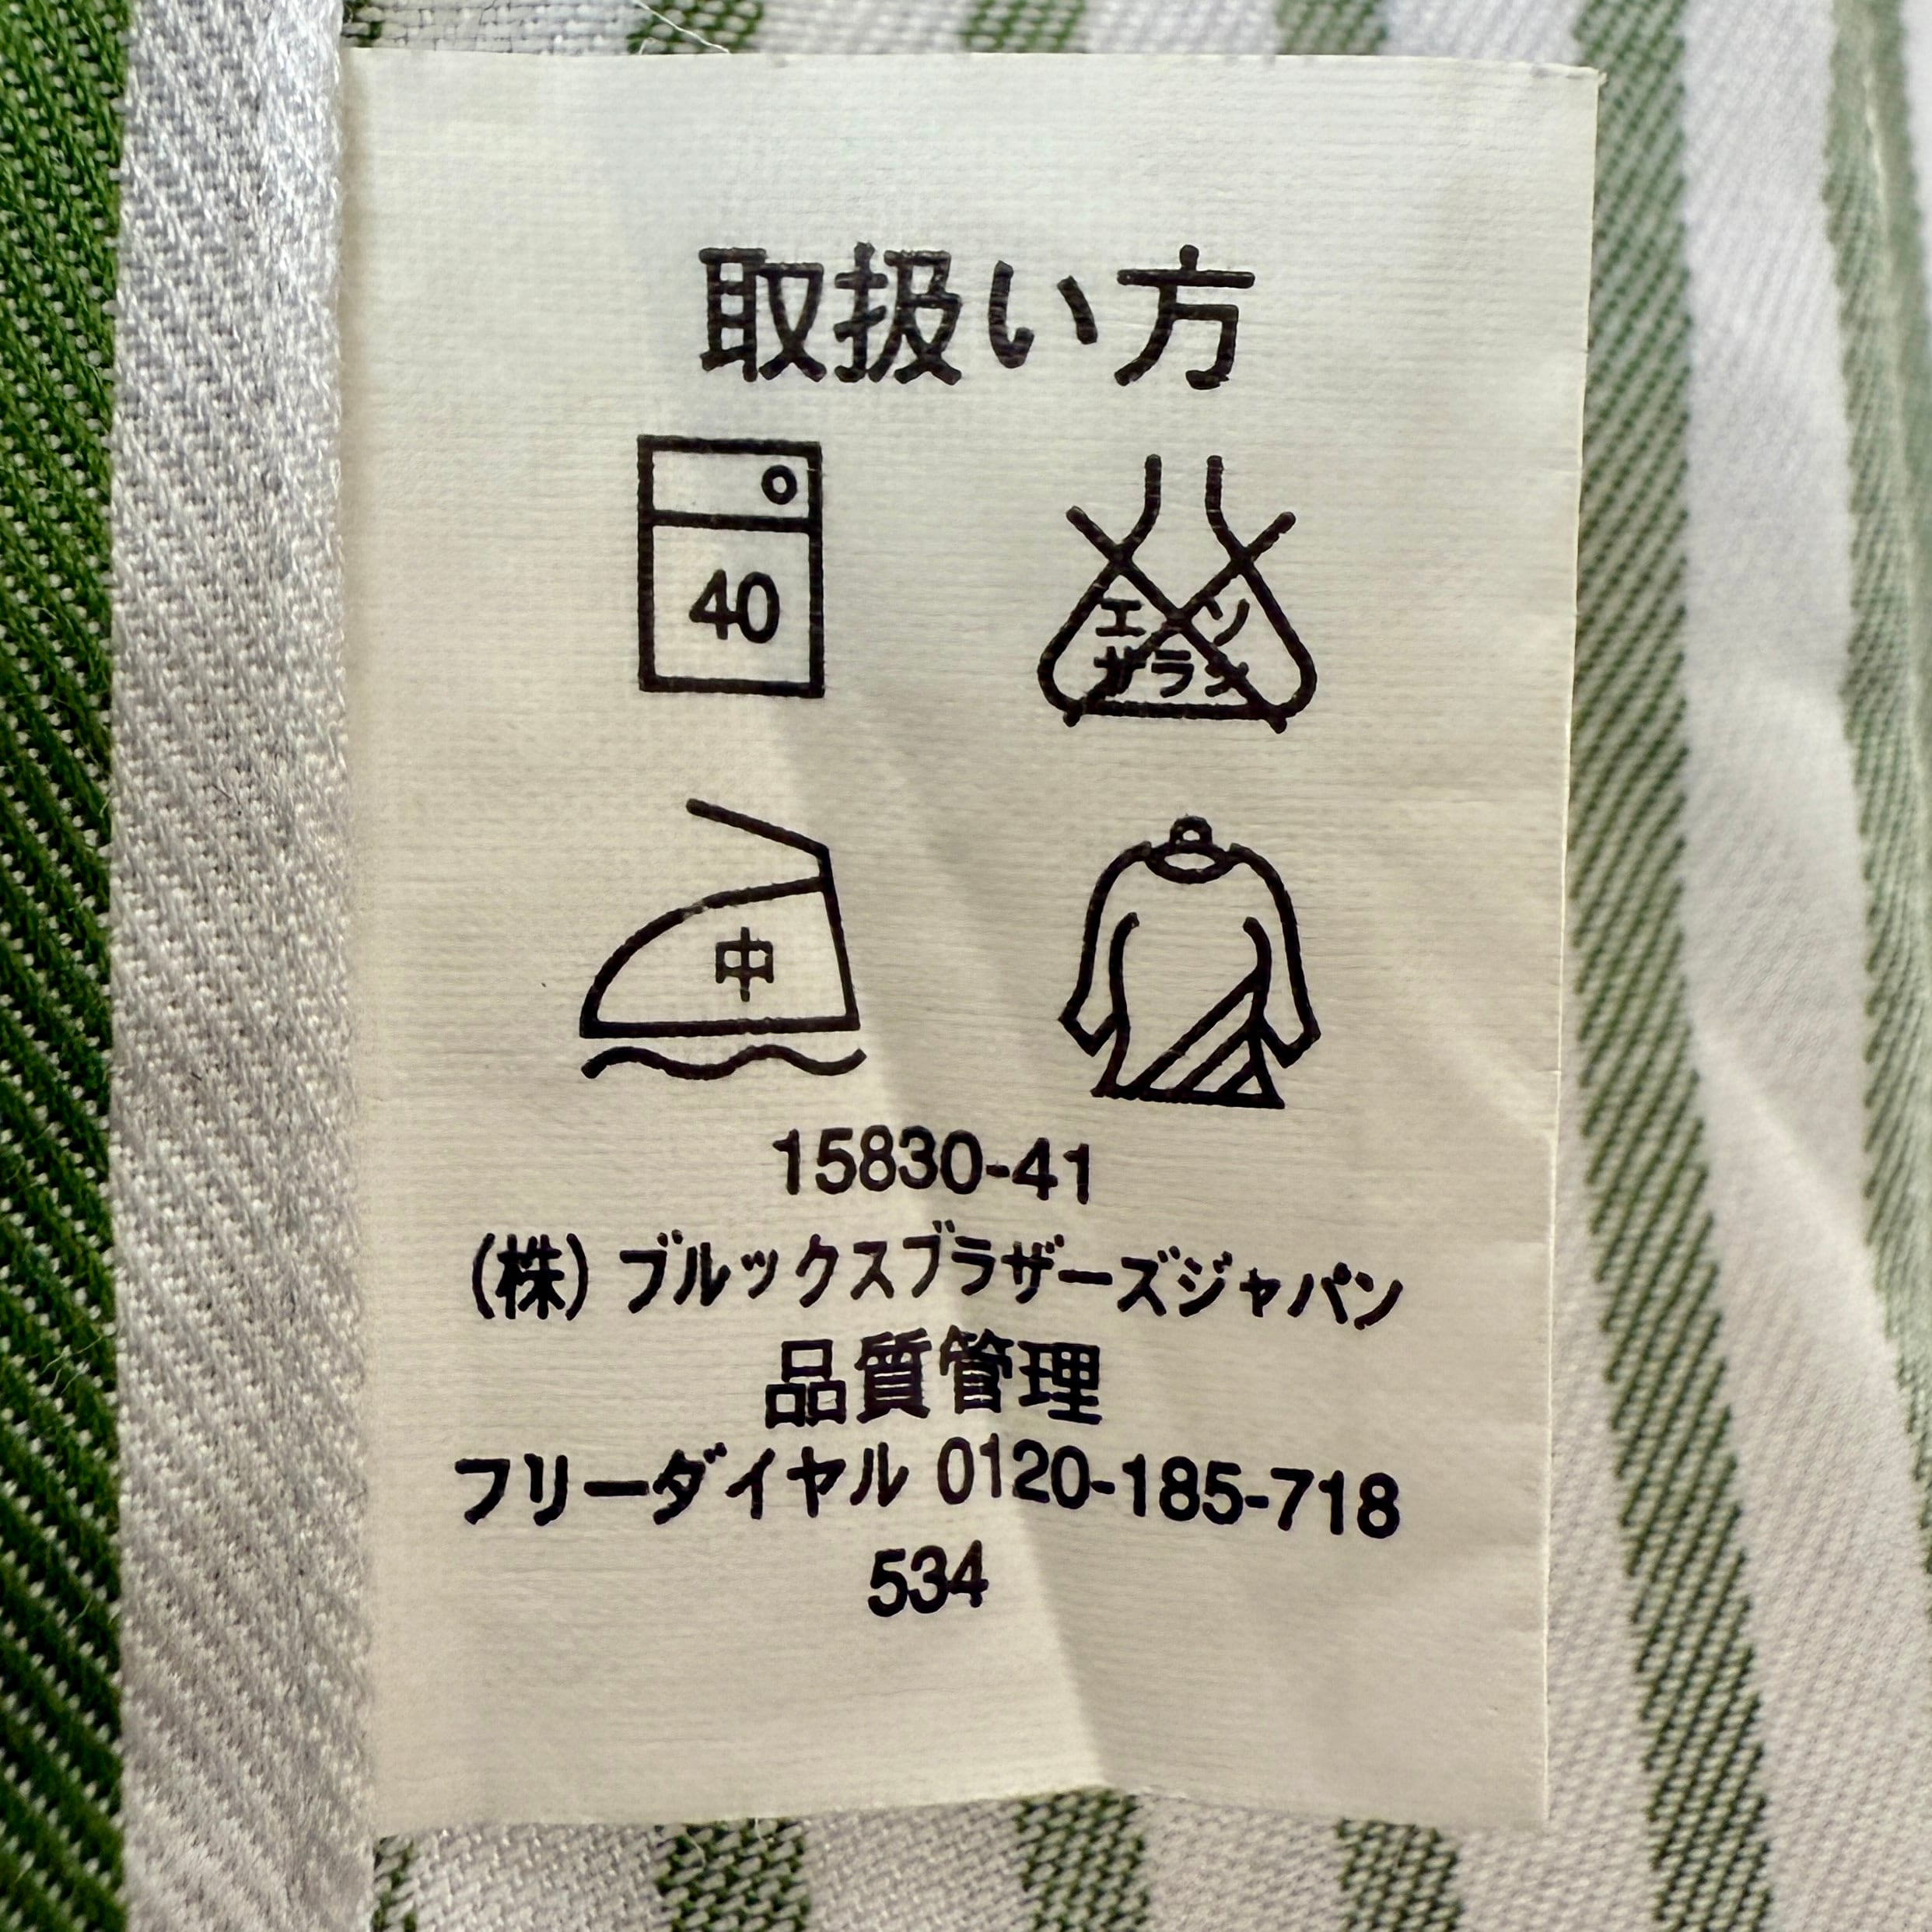 取扱い方
40
エンソ
サラシ
中
15830-41
(株)ブルックスブラザーズジャパン
品質管理
フリーダイヤル 0120-185-718
534